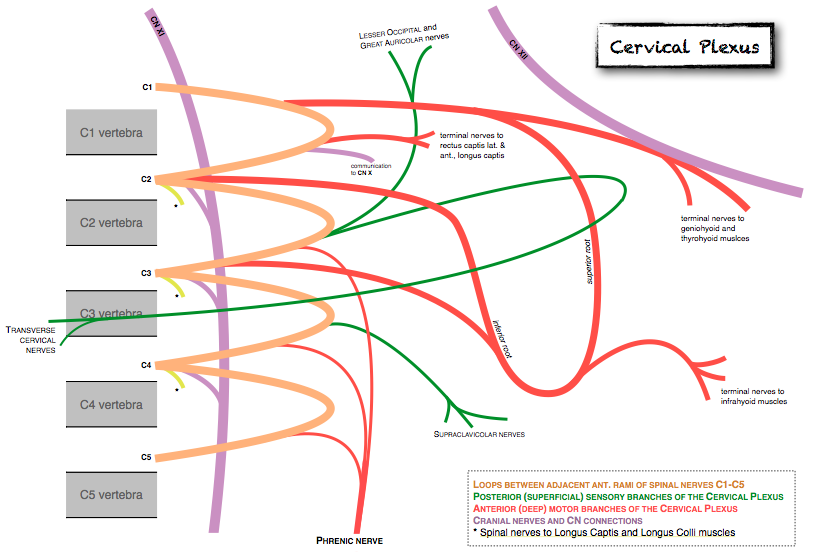 Cervical Plexus
CN XI
CN XII
LESSER OCCIPITAL and
GREAT AURICOLAR nerves
C1
C1 vertebra
terminal nerves to
rectus captis lat. &
ant., longus captis
communication
to CN X
C2
*
C2 vertebra
terminal nerves to
geniohyoid and
thyrohyoid muslces
superior root
C3
*
C3 vertebra
TRANSVERSE
CERVICAL
NERVES
inferior root
C4
*
C4 vertebra
terminal nerves to
infrahyoid muscles
SUPRACLAVICOLAR NERVES
C5
C5 vertebra
PHRENIC NERVE
LOOPS BETWEEN ADJACENT ANT. RAMI OF SPINAL NERVES C1-C5
POSTERIOR (SUPERFICIAL) SENSORY BRANCHES OF THE CERVICAL PLEXUS
ANTERIOR (DEEP) MOTOR BRANCHES OF THE CERVICAL PLEXUS
CRANIAL NERVES AND CN CONNECTIONS
* Spinal nerves to Longus Captis and Longus Colli muscles